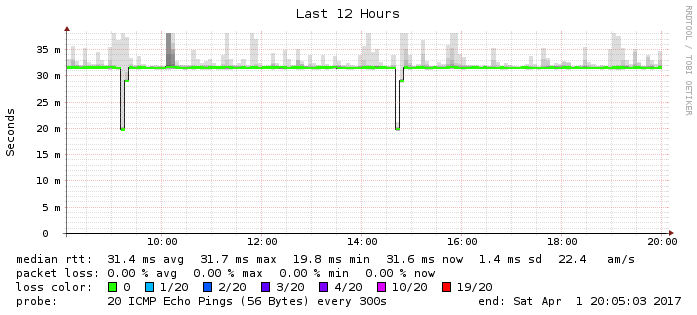 Last 12 Hours
RRDTOOL / TOBI OETIKER
Seconds
35 m
30 m
25 m
20 m
15 m
10 m
5 m
0
10:00 12:00 14:00 16:00 18:00 20:00
median rtt: 31.4 ms avg 31.7 ms max 19.8 ms min 31.6 ms now 1.4 ms sd 22.4 am/s
packet loss: 0.00 % avg 0.00 % max 0.00 % min 0.00 % now
loss color: 0 1/20 2/20 3/20 4/20 10/20 19/20
probe: 20 ICMP Echo Pings (56 Bytes) every 300s end: Sat Apr 1 20:05:03 2017